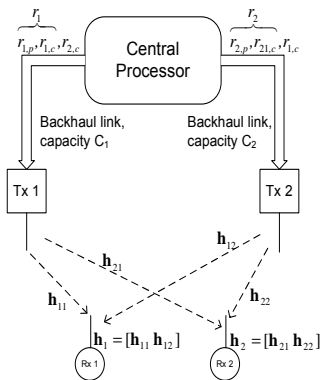 r1 r2
r1,p, r1,c, r2,c r2,p, r21,c, r1,c
Central
Processor
Backhaul link,
capacity C1
Backhaul link,
capacity C2
Tx 1 Tx 2
h12
h21
h11 h22
h1 = [h11 h12] h2 = [h21 h22]
Rx 1 Rx 2